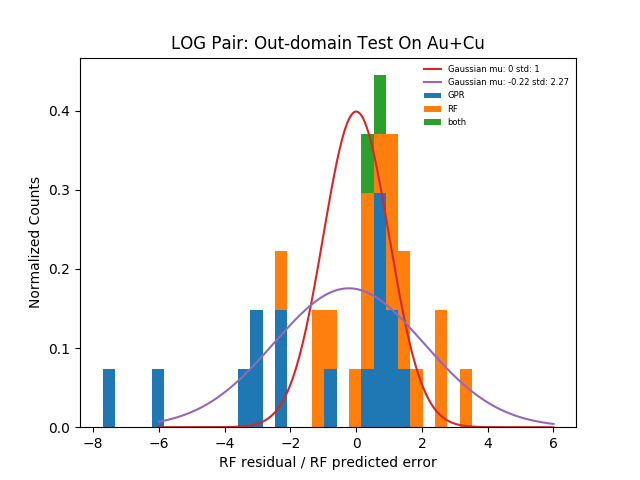 LOG Pair: Out-domain Test On Au+Cu
Gaussian mu: 0 std: 1
Gaussian mu: -0.22 std: 2.27
GPR
RF
both
Normalized Counts
0.4
0.3
0.2
0.1
0.0
−8 −6 −4 −2 0 2 4 6
RF residual / RF predicted error